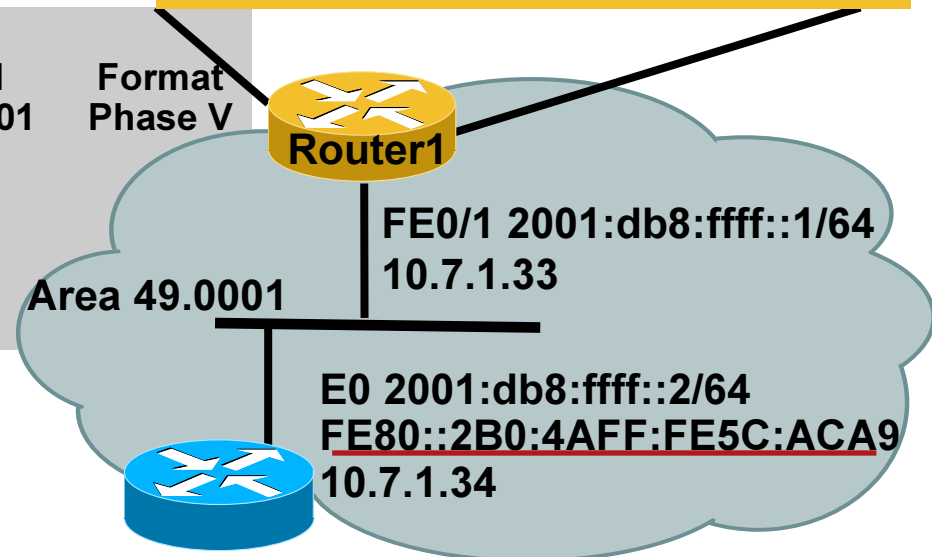 Format
01 Phase V
Router1
FE0/1 2001:db8:ffff::1/64
10.7.1.33
Area 49.0001
E0 2001:db8:ffff::2/64
FE80::2B0:4AFF:FE5C:ACA9
10.7.1.34